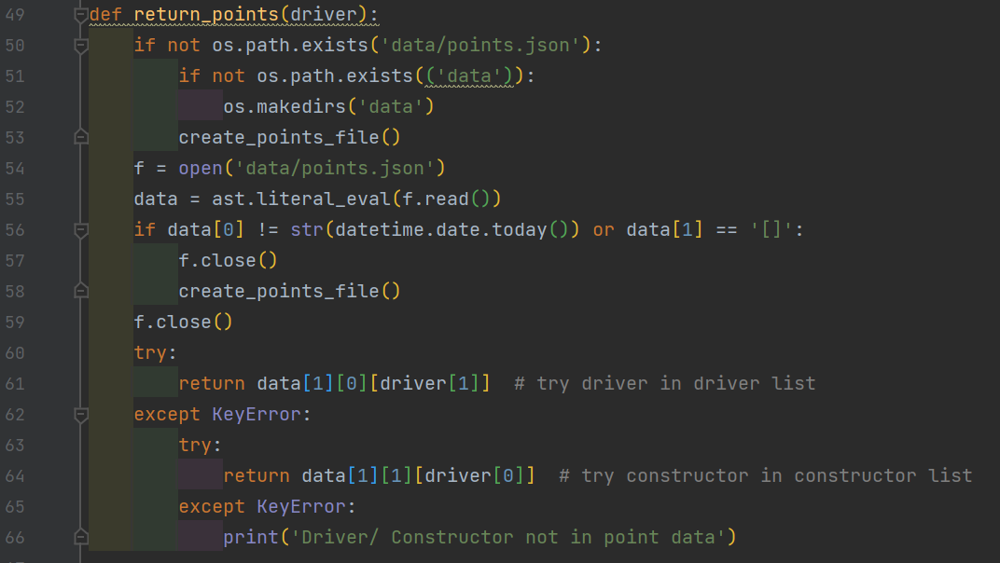 49 def return_points(driver):
50     if not os.path.exists('data/points.json'):
51         if not os.path.exists(('data')):
52             os.makedirs('data')
53         create_points_file()
54     f = open('data/points.json')
55     data = ast.literal_eval(f.read())
56     if data[0] != str(datetime.date.today()) or data[1] == '[]':
57         f.close()
58         create_points_file()
59     f.close()
60     try:
61         return data[1][0][driver[1]]  # try driver in driver list
62     except KeyError:
63         try:
64             return data[1][1][driver[0]]  # try constructor in constructor list
65         except KeyError:
66             print('Driver/ Constructor not in point data')